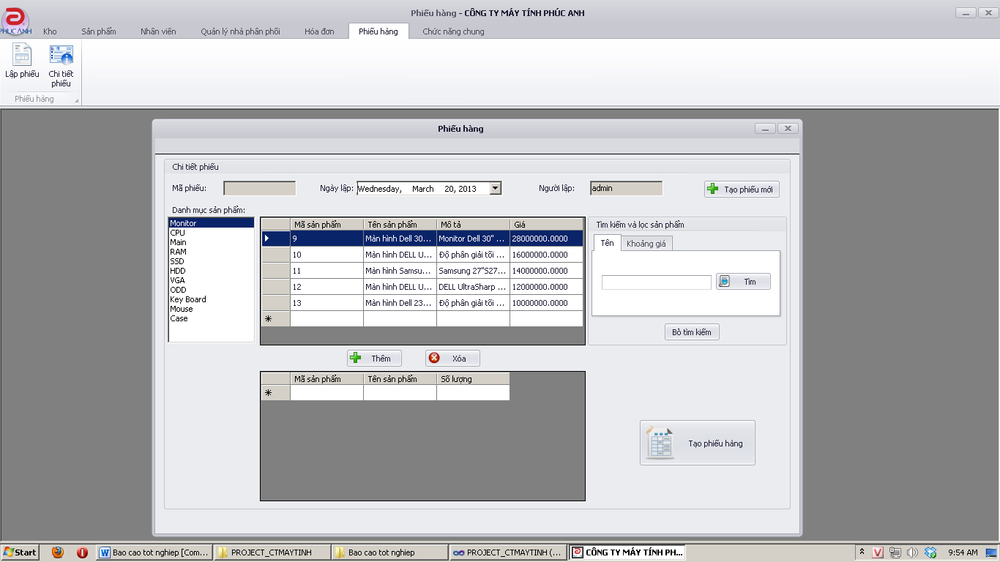 Phiếu hàng - CÔNG TY MÁY TÍNH PHÚC ANH
PHUCANH
Kho Sản phẩm Nhân viên Quản lý nhà phân phối Hóa đơn Phiếu hàng Chức năng chung
Lập phiếu Chi tiết phiếu
Phiếu hàng
Phiếu hàng
Chi tiết phiếu
Mã phiếu: Ngày lập: Wednesday, March 20, 2013 Người lập: admin Tạo phiếu mới
Danh mục sản phẩm:
Monitor
CPU
Main
RAM
SSD
HDD
VGA
ODD
Key Board
Mouse
Case
Mã sản phẩm Tên sản phẩm Mô tả Giá
9 Màn hình Dell 30... Monitor Dell 30" ... 28000000.0000
10 Màn hình DELL U... Độ phân giải tối ... 16000000.0000
11 Màn hình Samsu... Samsung 27"S27... 14000000.0000
12 Màn hình DELL U... DELL UltraSharp ... 12000000.0000
13 Màn hình Dell 23... Độ phân giải tối ... 10000000.0000
Tìm kiếm và lọc sản phẩm
Tên Khoảng giá
Tìm
Bỏ tìm kiếm
Thêm Xóa
Mã sản phẩm Tên sản phẩm Số lượng
Tạo phiếu hàng
Start Bao cao tot nghiep [Com... PROJECT_CTMAYTINH Bao cao tot nghiep PROJECT_CTMAYTINH (... CÔNG TY MÁY TÍNH PH... 9:54 AM